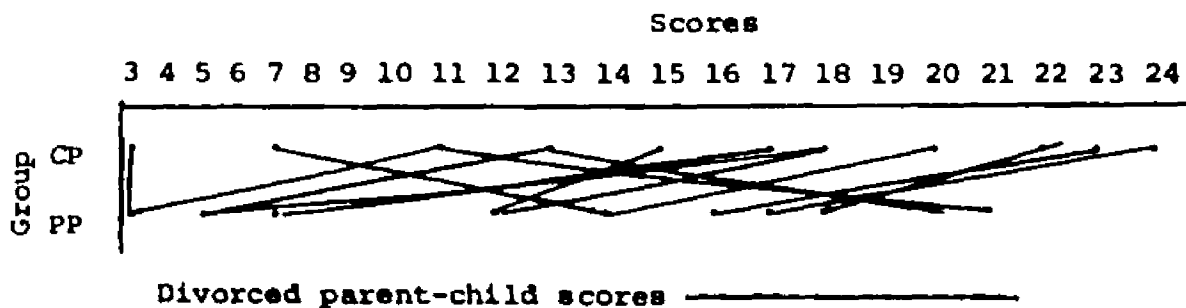 Scores
3 4 5 6 7 8 9 10 11 12 13 14 15 16 17 18 19 20 21 22 23 24
Group
CP
PP
Divorced parent-child scores